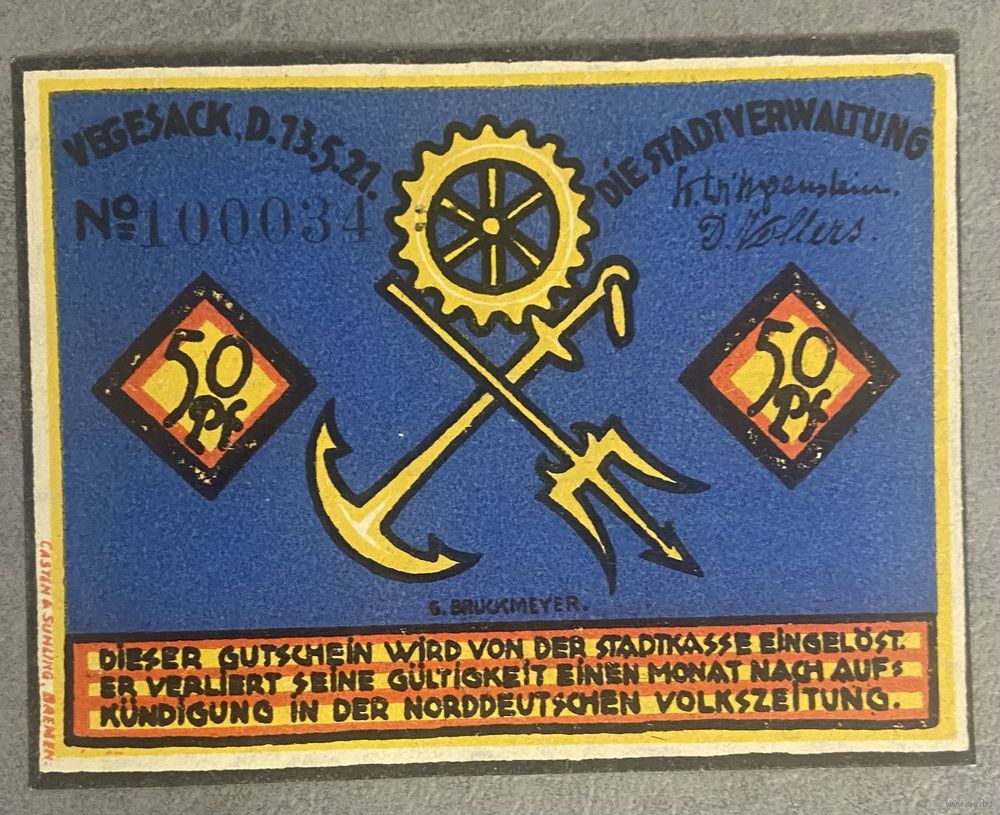 VEGESACK, D. 13.5.21.
DIE STADTVERWALTUNG
No 100034
D. Vollers.
50
Pf
50
Pf
G. BRUCKMEYER.
DIESER GUTSCHEIN WIRD VON DER STADTKASSE EINGELÖST.
ER VERLIERT SEINE GÜLTIGKEIT EINEN MONAT NACH AUF=
KÜNDIGUNG IN DER NORDDEUTSCHEN VOLKSZEITUNG.
CASTEN & SUHLING, BREMEN.